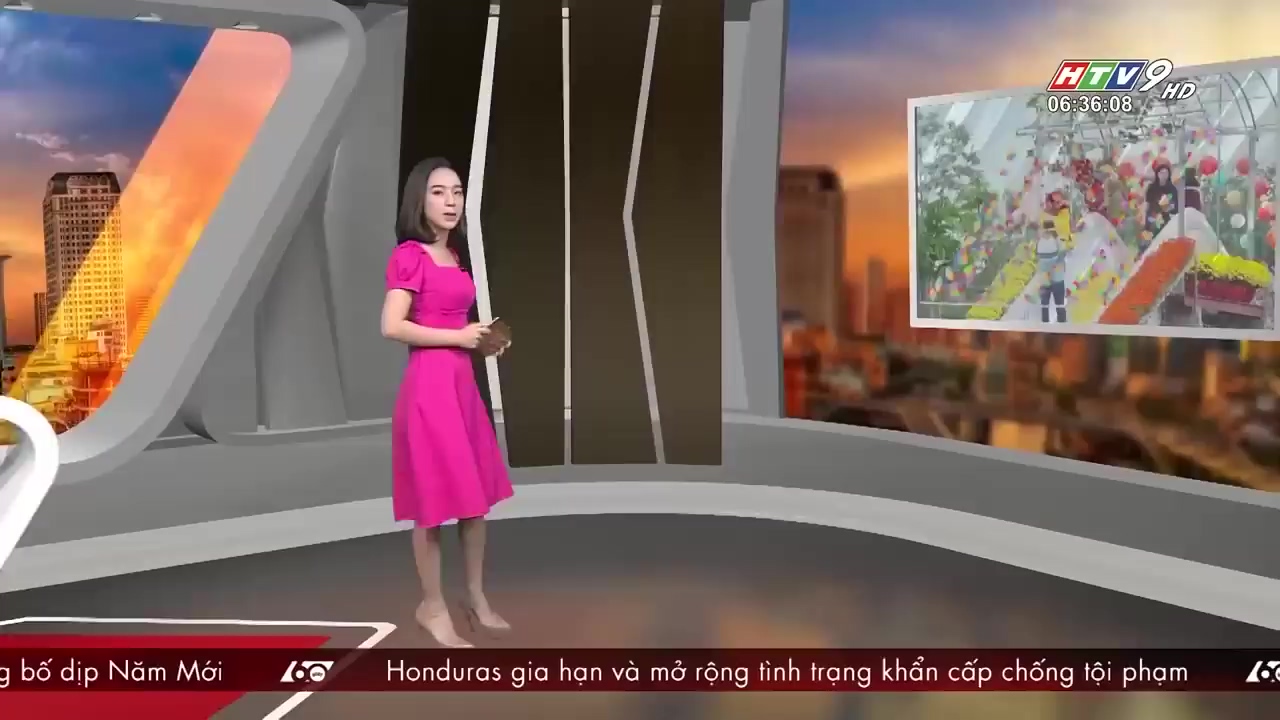 HTV9
HD
06:36:08
g bố dịp Năm Mới
60
Honduras gia hạn và mở rộng tình trạng khẩn cấp chống tội phạm